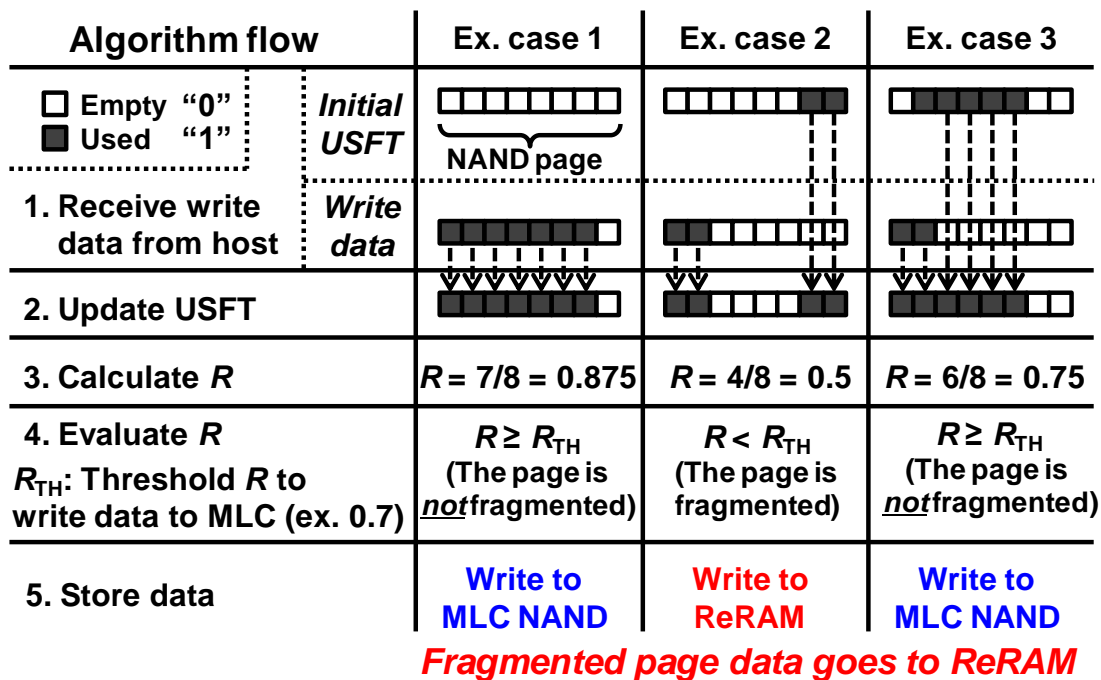 Algorithm flow
Ex. case 1
Ex. case 2
Ex. case 3
Empty “0”
Used “1”
Initial
USFT
NAND page
1. Receive write
data from host
Write
data
2. Update USFT
3. Calculate R
R = 7/8 = 0.875
R = 4/8 = 0.5
R = 6/8 = 0.75
4. Evaluate R
RTH: Threshold R to
write data to MLC (ex. 0.7)
R ≥ RTH
(The page is
not fragmented)
R < RTH
(The page is
fragmented)
R ≥ RTH
(The page is
not fragmented)
5. Store data
Write to
MLC NAND
Write to
ReRAM
Write to
MLC NAND
Fragmented page data goes to ReRAM